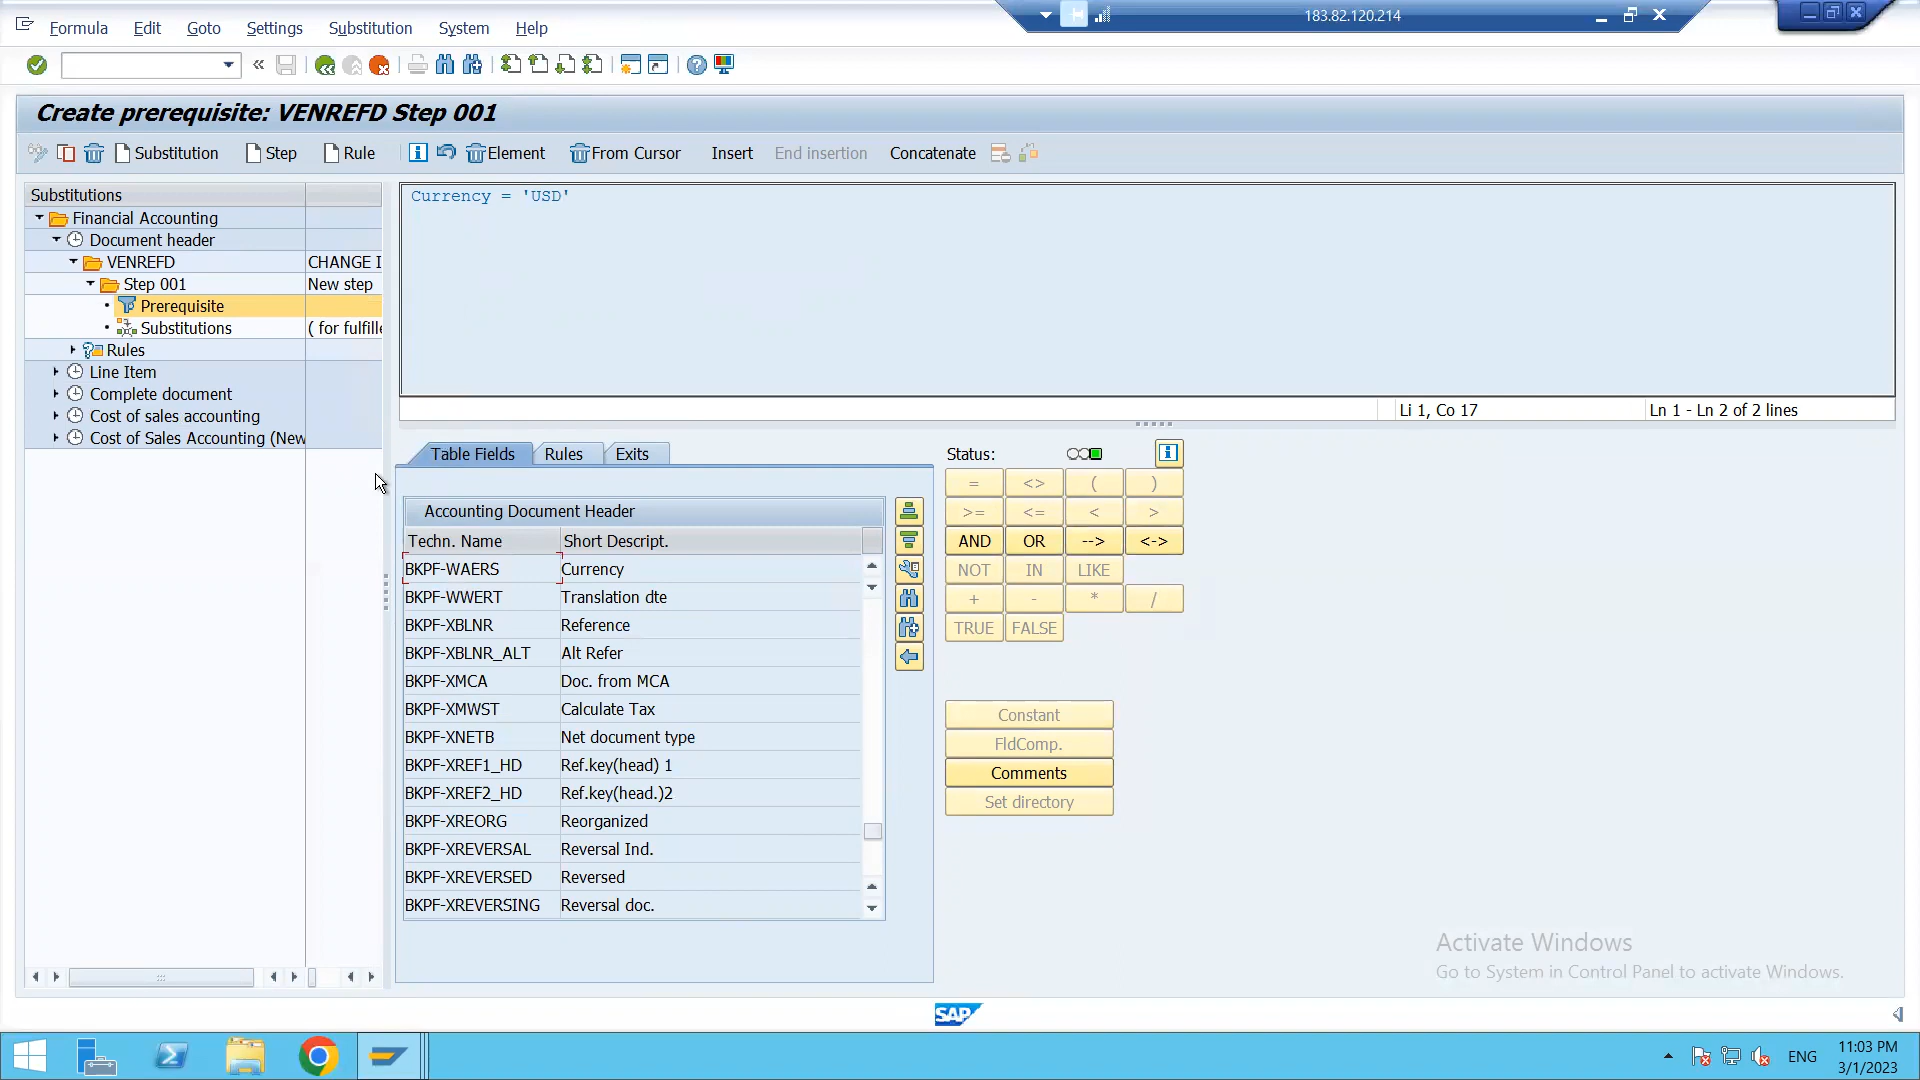 183.82.120.214
Formula Edit Goto Settings Substitution System Help
Create prerequisite: VENREFD Step 001
Substitution Step Rule Element From Cursor Insert End insertion Concatenate
Substitutions
Financial Accounting
Document header
VENREFD CHANGE I
Step 001 New step
Prerequisite
Substitutions ( for fulfille
Rules
Line Item
Complete document
Cost of sales accounting
Cost of Sales Accounting (New
Currency = 'USD'
Li 1, Co 17 Ln 1 - Ln 2 of 2 lines
Table Fields Rules Exits
Accounting Document Header
Techn. Name Short Descript.
BKPF-WAERS Currency
BKPF-WWERT Translation dte
BKPF-XBLNR Reference
BKPF-XBLNR_ALT Alt Refer
BKPF-XMCA Doc. from MCA
BKPF-XMWST Calculate Tax
BKPF-XNETB Net document type
BKPF-XREF1_HD Ref.key(head) 1
BKPF-XREF2_HD Ref.key(head.)2
BKPF-XREORG Reorganized
BKPF-XREVERSAL Reversal Ind.
BKPF-XREVERSED Reversed
BKPF-XREVERSING Reversal doc.
Status:
= <> ( )
>= <= < >
AND OR --> <->
NOT IN LIKE
+ - * /
TRUE FALSE
Constant
FldComp.
Comments
Set directory
Activate Windows
Go to System in Control Panel to activate Windows.
SAP
ENG
11:03 PM
3/1/2023